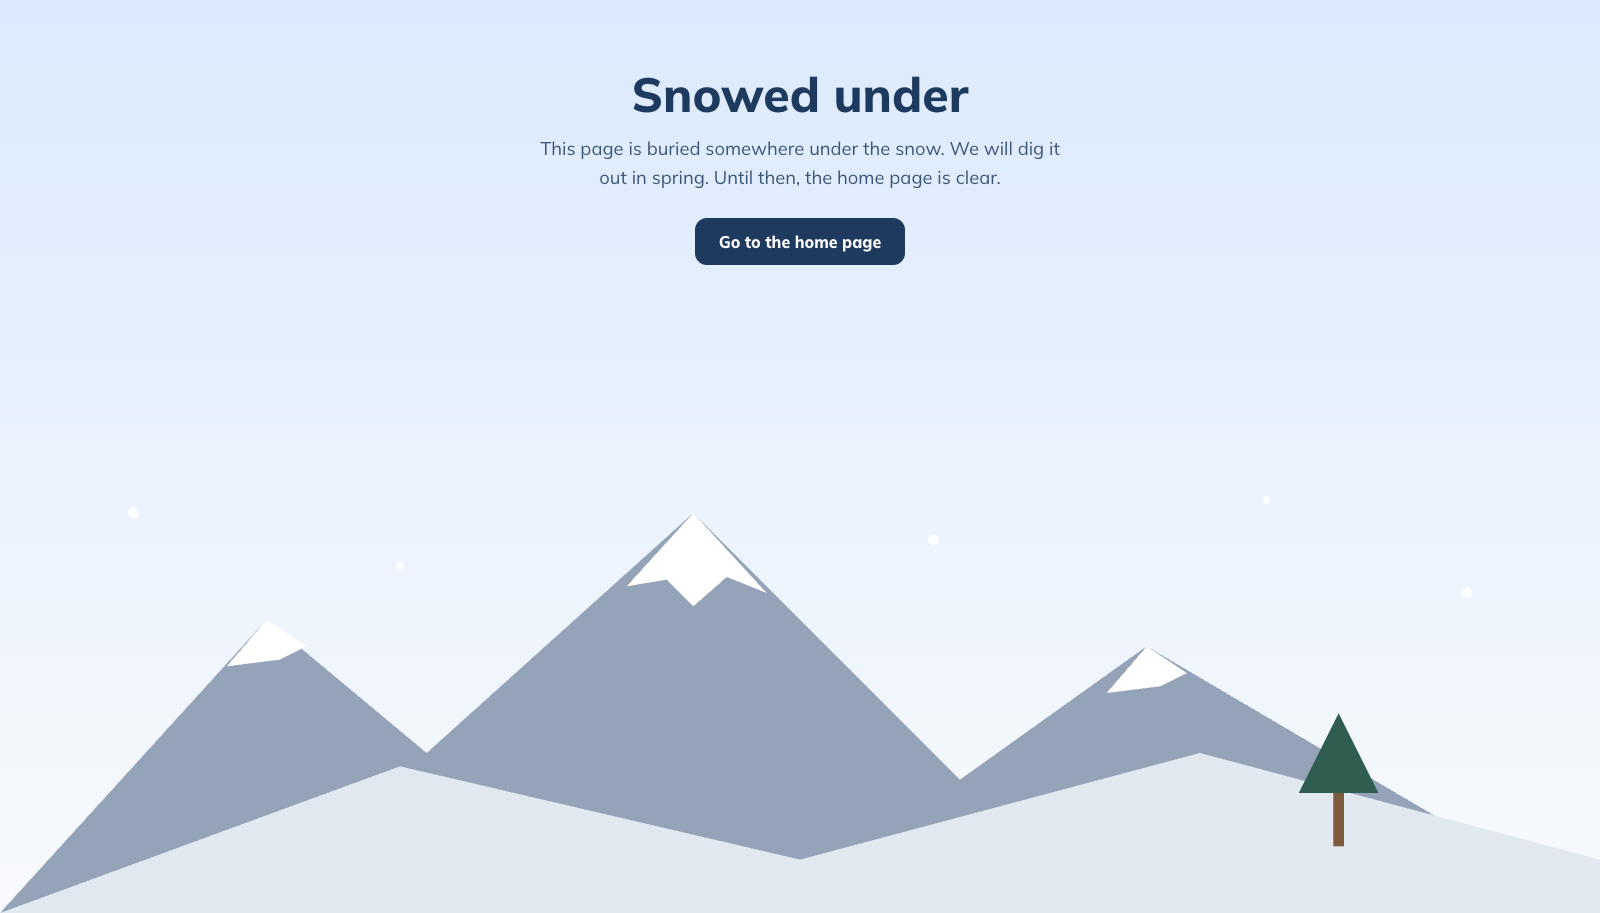 Snowed under
This page is buried somewhere under the snow. We will dig it
out in spring. Until then, the home page is clear.
Go to the home page